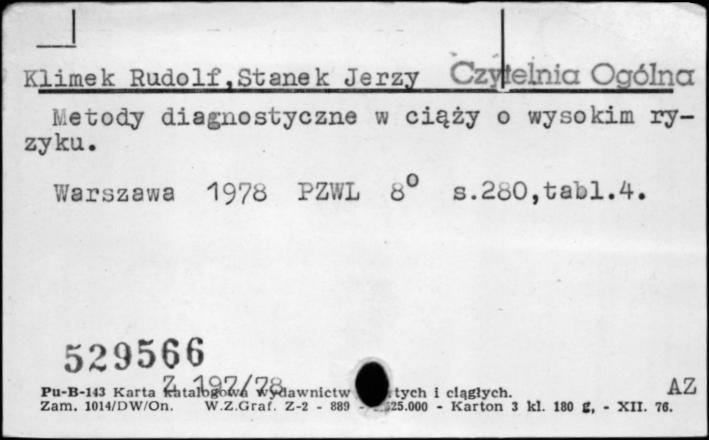 Klimek Rudolf,Stanek Jerzy Czytelnia Ogólna
Metody diagnostyczne w ciąży o wysokim ry-
zyku.
Warszawa 1978 PZWL 8° s.280,tabl.4.
529566
Z 197/78 AZ
Pu-B-143 Karta katalogowa wydawnictw tych i ciągłych.
Zam. 1014/DW/On. W.Z.Graf. Z-2 - 889 - 25.000 - Karton 3 kl. 180 g, - XII. 76.